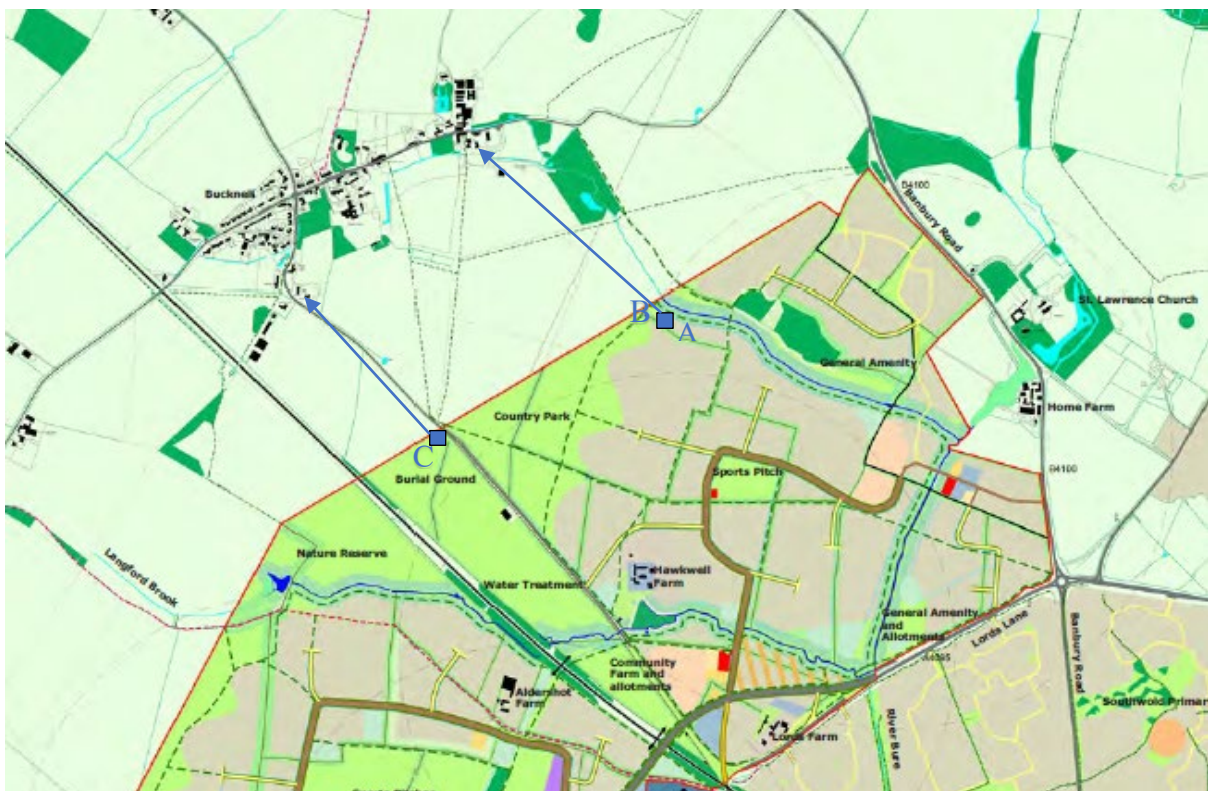 Bucknell
B4100
Banbury Road
St. Lawrence Church
B
A
General Amenity
Home Farm
Country Park
C
Burial Ground
Sports Pitch
B4100
Nature Reserve
Langford Brook
Water Treatment
Hawkwell
Farm
General Amenity
and
Allotments
Lords Lane
A4095
Banbury Road
Community
Farm and
allotments
Aldershot
Farm
Lords Farm
River Bure
Southwold Primar